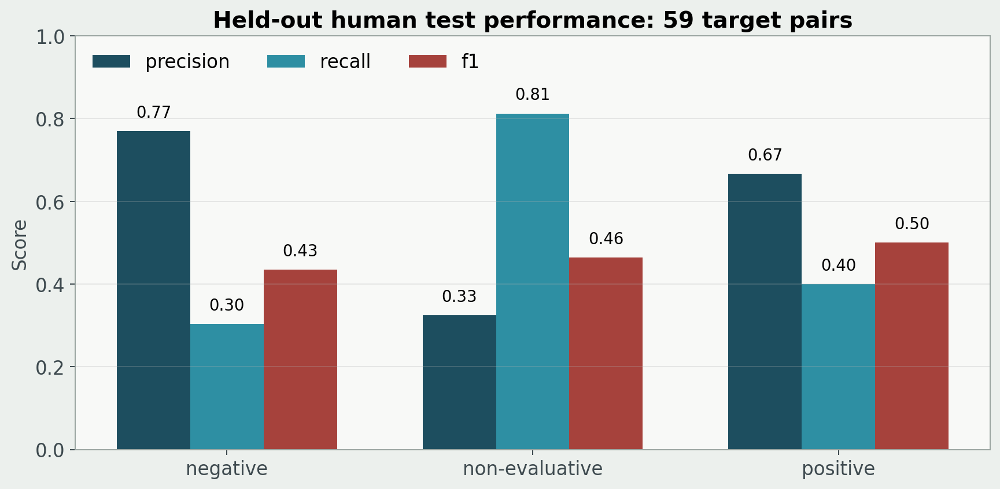 Held-out human test performance: 59 target pairs
precision recall f1
Score
1.0
0.8
0.6
0.4
0.2
0.0
0.77 0.30 0.43
0.33 0.81 0.46
0.67 0.40 0.50
negative non-evaluative positive